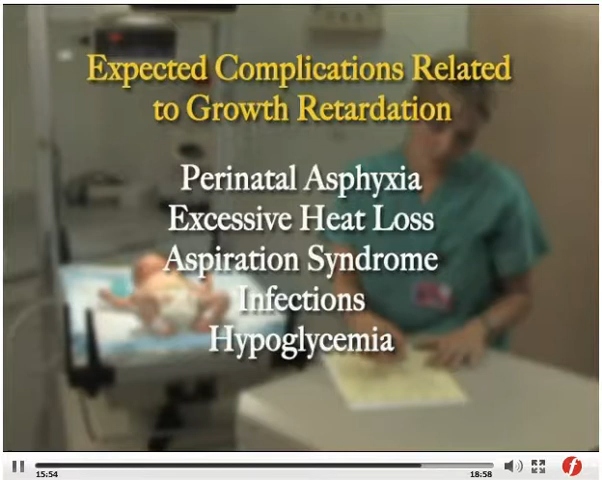 Expected Complications Related
to Growth Retardation
Perinatal Asphyxia
Excessive Heat Loss
Aspiration Syndrome
Infections
Hypoglycemia
15:54
18:58
f